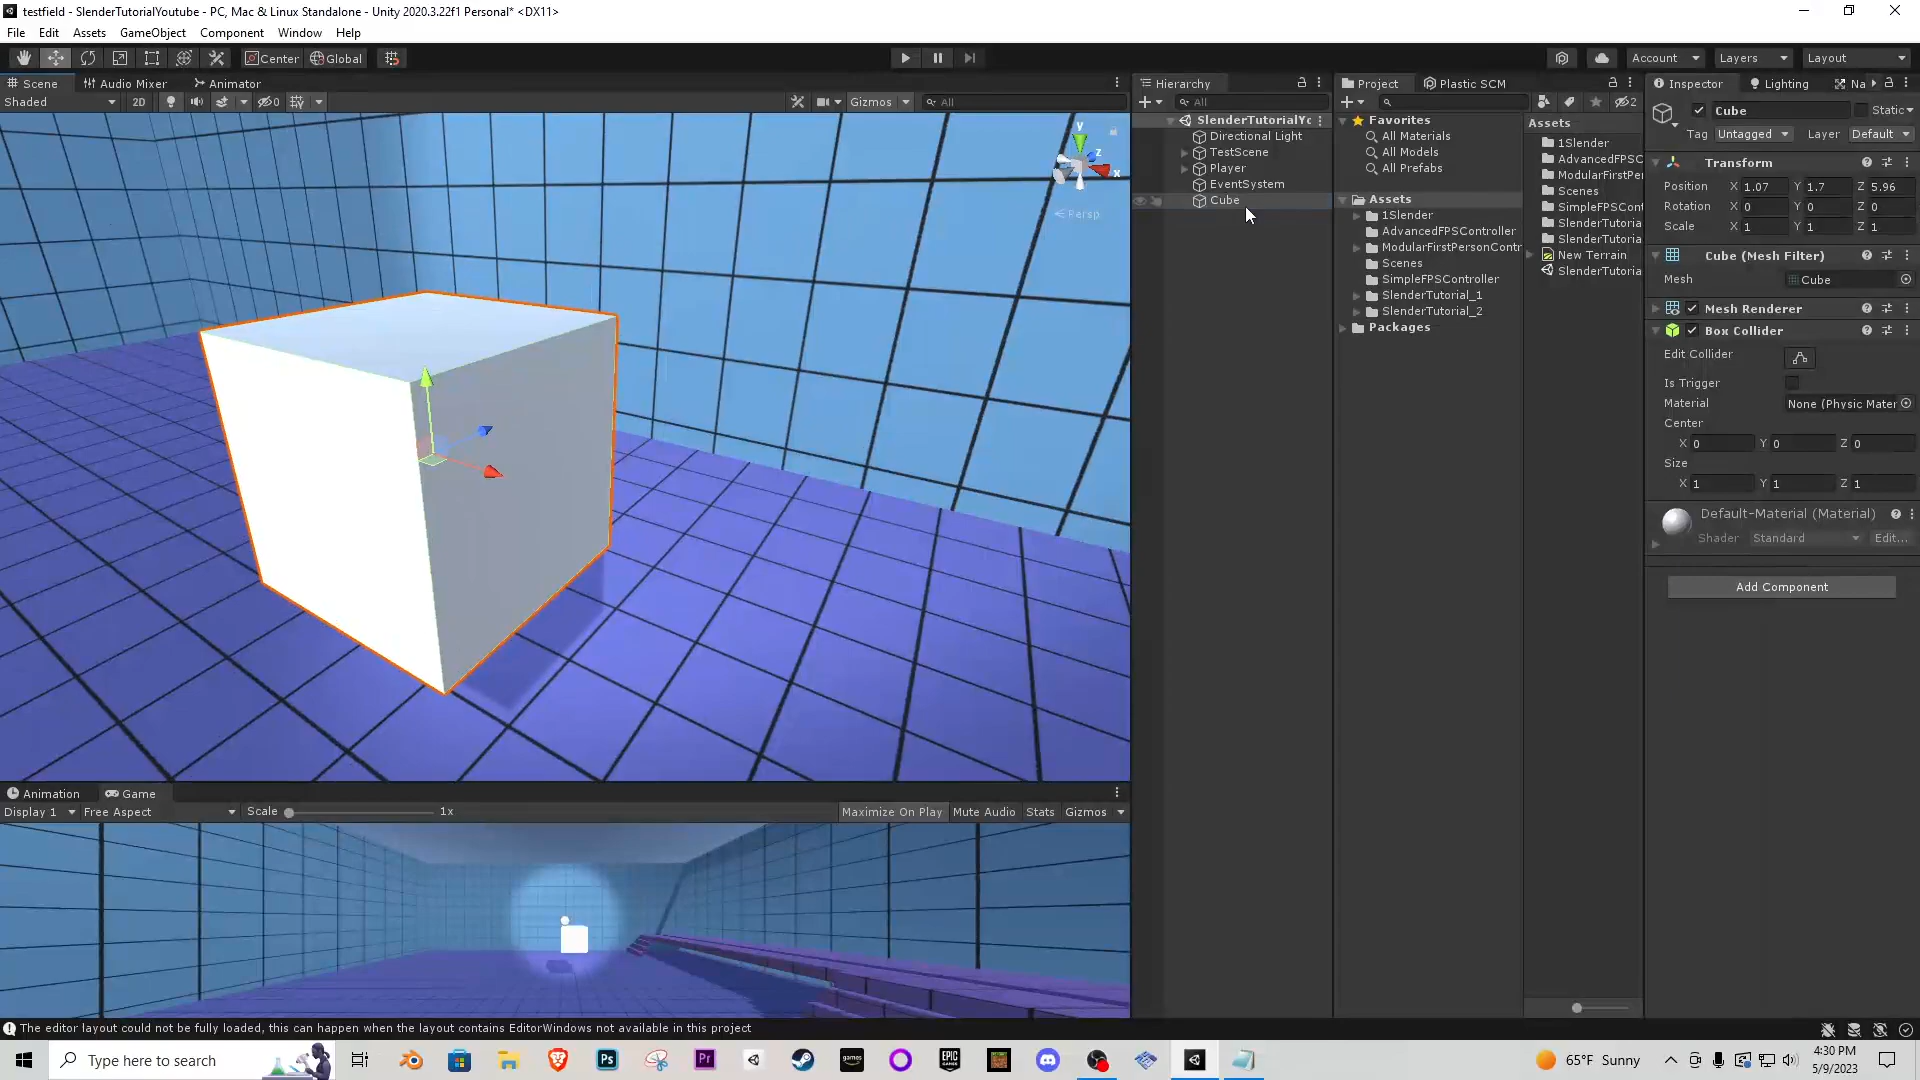 testfield - SlenderTutorialYoutube - PC, Mac & Linux Standalone - Unity 2020.3.22f1 Personal* <DX11>
File Edit Assets GameObject Component Window Help
Center Global Account Layers Layout
Scene Audio Mixer Animator
Shaded 2D 0 Gizmos All
y
z
x
Persp
Hierarchy
All
SlenderTutorialYo
Directional Light
TestScene
Player
EventSystem
Cube
Project Plastic SCM
2
Favorites
All Materials
All Models
All Prefabs
Assets
1Slender
AdvancedFPSController
ModularFirstPersonContr
Scenes
SimpleFPSController
SlenderTutorial_1
SlenderTutorial_2
Packages
Assets
1Slender
AdvancedFPSC
ModularFirstPer
Scenes
SimpleFPSCont
SlenderTutoria
SlenderTutoria
New Terrain
SlenderTutoria
Inspector Lighting Na
Cube Static
Tag Untagged Layer Default
Transform
Position X 1.07 Y 1.7 Z 5.96
Rotation X 0 Y 0 Z 0
Scale X 1 Y 1 Z 1
Cube (Mesh Filter)
Mesh Cube
Mesh Renderer
Box Collider
Edit Collider
Is Trigger
Material None (Physic Mater
Center
X 0 Y 0 Z 0
Size
X 1 Y 1 Z 1
Default-Material (Material)
Shader Standard Edit...
Add Component
Animation Game
Display 1 Free Aspect Scale 1x Maximize On Play Mute Audio Stats Gizmos
The editor layout could not be fully loaded, this can happen when the layout contains EditorWindows not available in this project
Type here to search
Ps
Pr
65°F Sunny
4:30 PM
5/9/2023